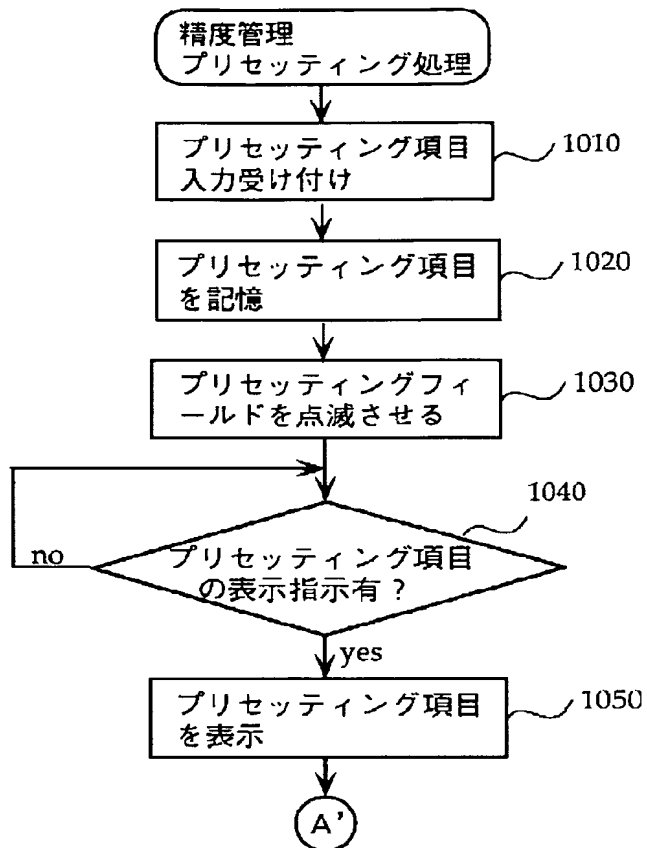 精度管理
プリセッティング処理
プリセッティング項目
入力受け付け
1010
プリセッティング項目
を記憶
1020
プリセッティングフィ
ールドを点滅させる
1030
1040
no
プリセッティング項目
の表示指示有?
yes
プリセッティング項目
を表示
1050
A'